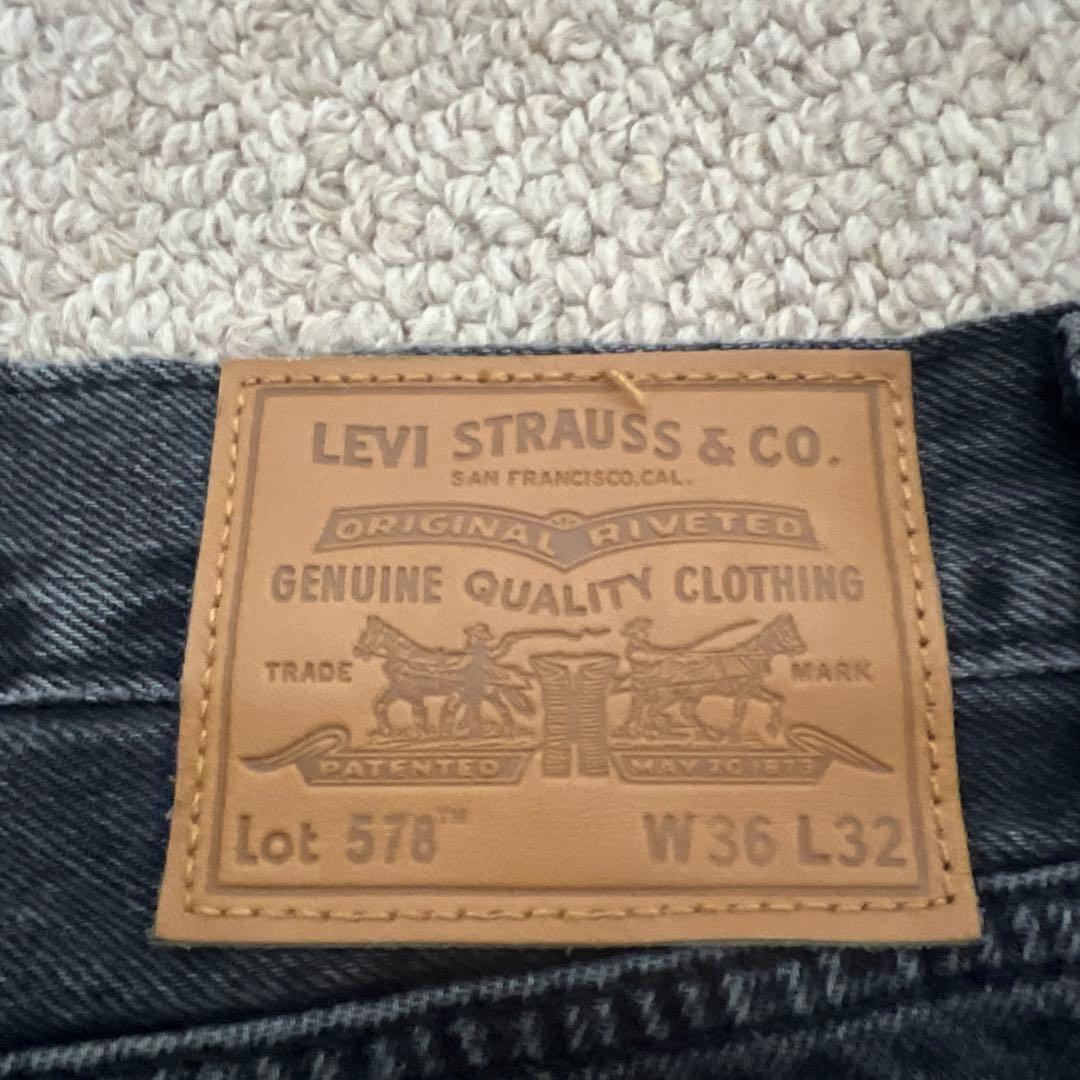 LEVI STRAUSS & CO.
SAN FRANCISCO, CAL.
ORIGINAL RIVETED
GENUINE QUALITY CLOTHING
TRADE MARK
PATENTED MAY 20 1873
Lot 578™ W36 L32